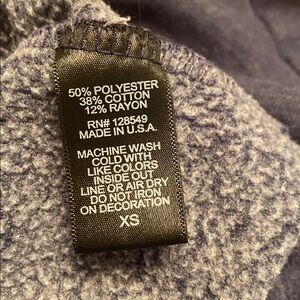 50% POLYESTER
38% COTTON
12% RAYON
RN# 128549
MADE IN U.S.A.
MACHINE WASH
COLD WITH
LIKE COLORS
INSIDE OUT
LINE OR AIR DRY
DO NOT IRON
ON DECORATION
XS